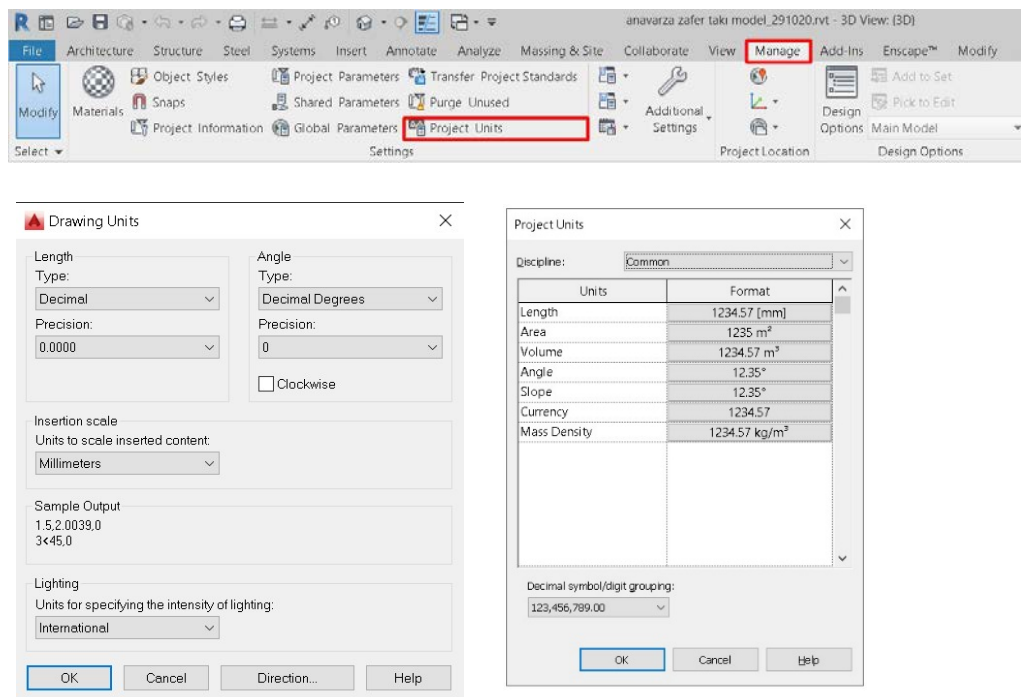 anavarza zafer takı model_291020.rvt - 3D View: {3D}
File Architecture Structure Steel Systems Insert Annotate Analyze Massing & Site Collaborate View Manage Add-Ins Enscape™ Modify
Object Styles Project Parameters Transfer Project Standards Add to Set
Modify Materials Snaps Shared Parameters Purge Unused Additional Settings Design Options Pick to Edit
Project Information Global Parameters Project Units Main Model
Select Settings Project Location Design Options
Drawing Units
Length Angle
Type: Type:
Decimal Decimal Degrees
Precision: Precision:
0.0000 0
Clockwise
Insertion scale
Units to scale inserted content:
Millimeters
Sample Output
1.5,2.0039,0
3<45,0
Lighting
Units for specifying the intensity of lighting:
International
OK Cancel Direction... Help
Project Units
Discipline: Common
Units Format
Length 1234.57 [mm]
Area 1235 m²
Volume 1234.57 m³
Angle 12.35°
Slope 12.35°
Currency 1234.57
Mass Density 1234.57 kg/m³
Decimal symbol/digit grouping:
123,456,789.00
OK Cancel Help